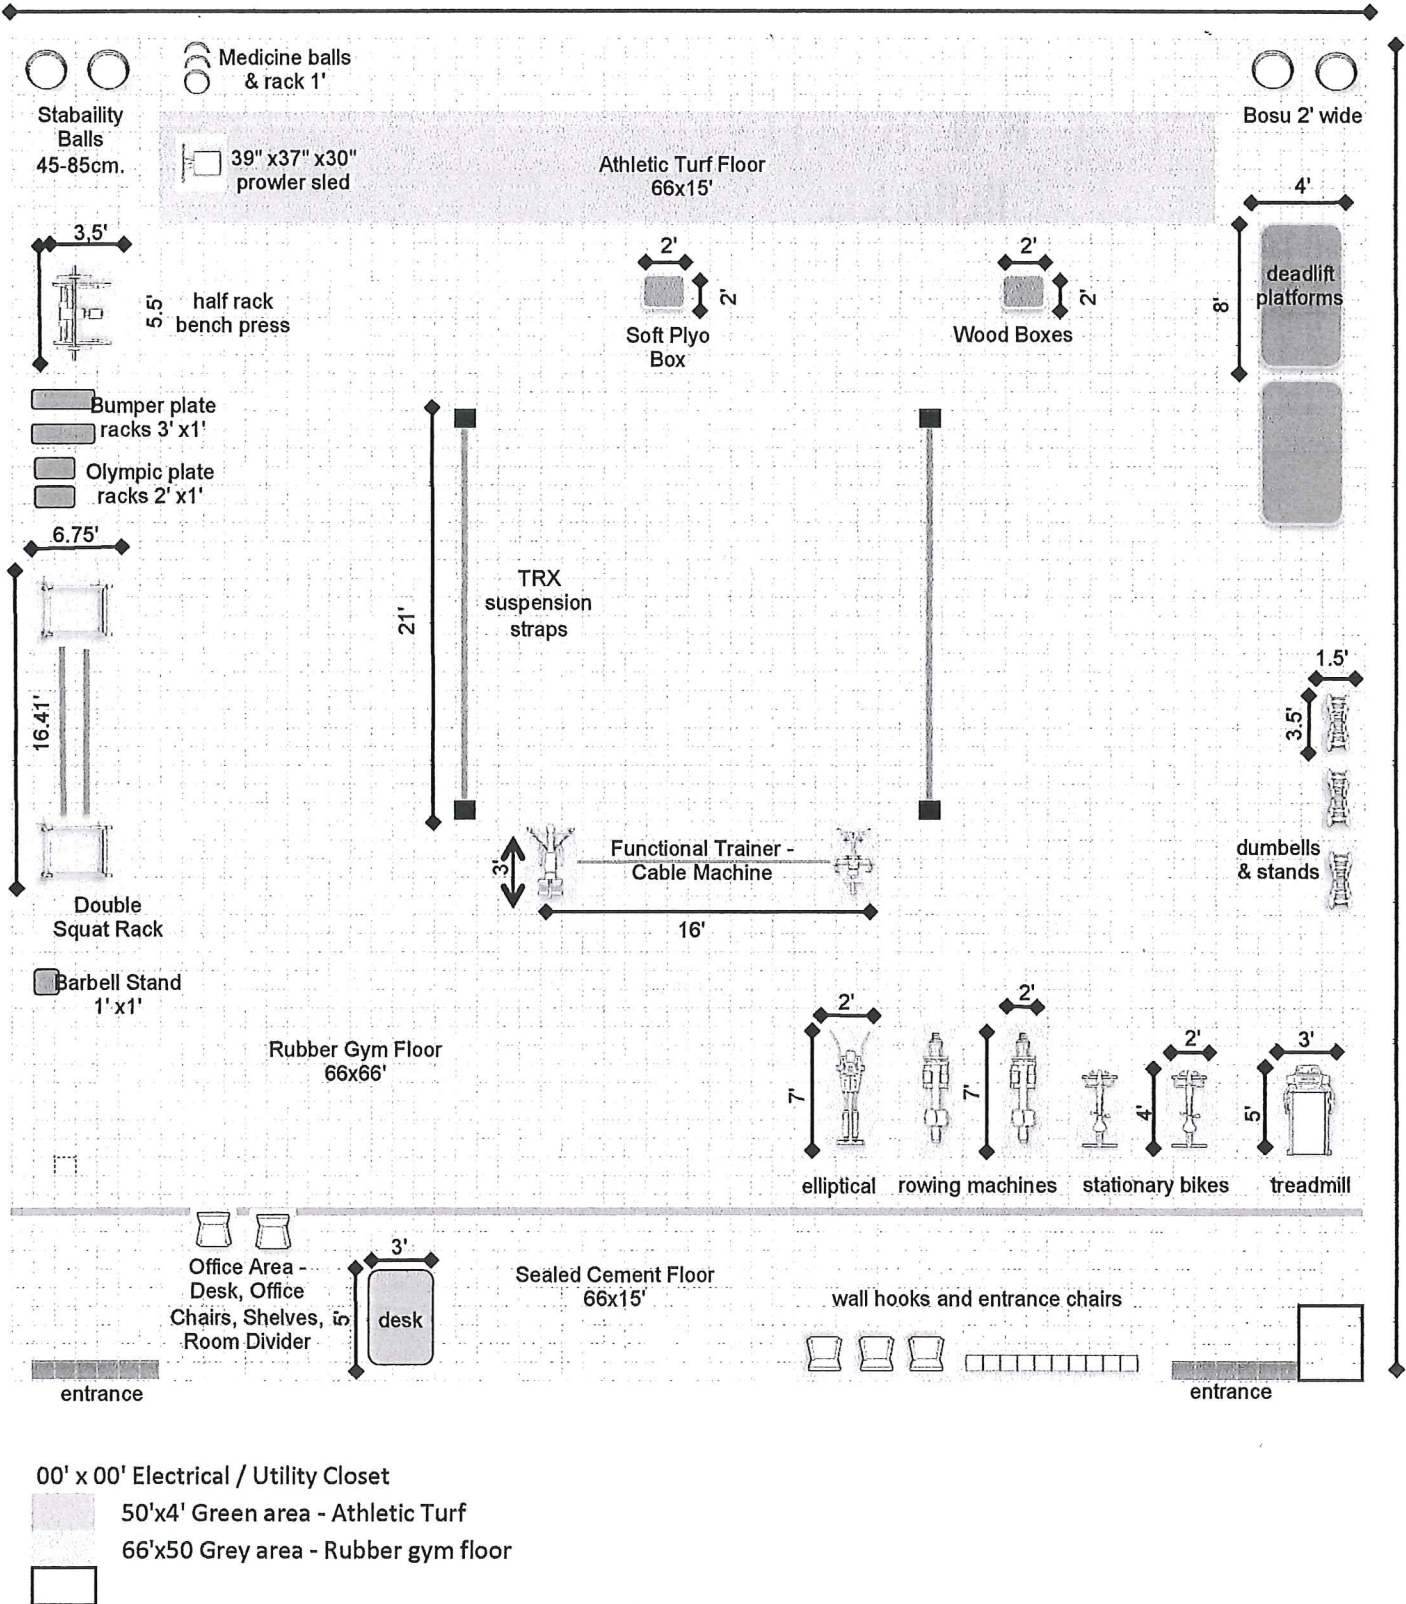 Medicine balls
& rack 1'
Stabaility
Balls
45-85cm.
Bosu 2' wide
39" x37" x30"
prowler sled
Athletic Turf Floor
66x15'
4'
3,5'
2'
2'
deadlift
platforms
8'
5.5'
half rack
bench press
2'
2'
Soft Plyo
Box
Wood Boxes
Bumper plate
racks 3' x1'
Olympic plate
racks 2' x1'
6.75'
TRX
suspension
straps
21'
16.41'
1.5'
3.5'
Functional Trainer -
Cable Machine
3'
16'
dumbells
& stands
Double
Squat Rack
Barbell Stand
1' x1'
Rubber Gym Floor
66x66'
2'
2'
2'
3'
7'
7'
4'
5'
elliptical
rowing machines
stationary bikes
treadmill
Office Area -
Desk, Office
Chairs, Shelves,
Room Divider
3'
5'
desk
Sealed Cement Floor
66x15'
wall hooks and entrance chairs
entrance
entrance
00' x 00' Electrical / Utility Closet
50'x4' Green area - Athletic Turf
66'x50 Grey area - Rubber gym floor